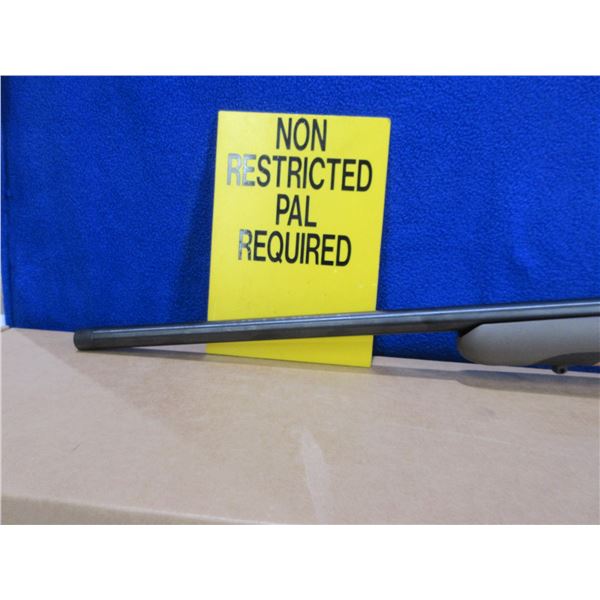 NON
RESTRICTED
PAL
REQUIRED